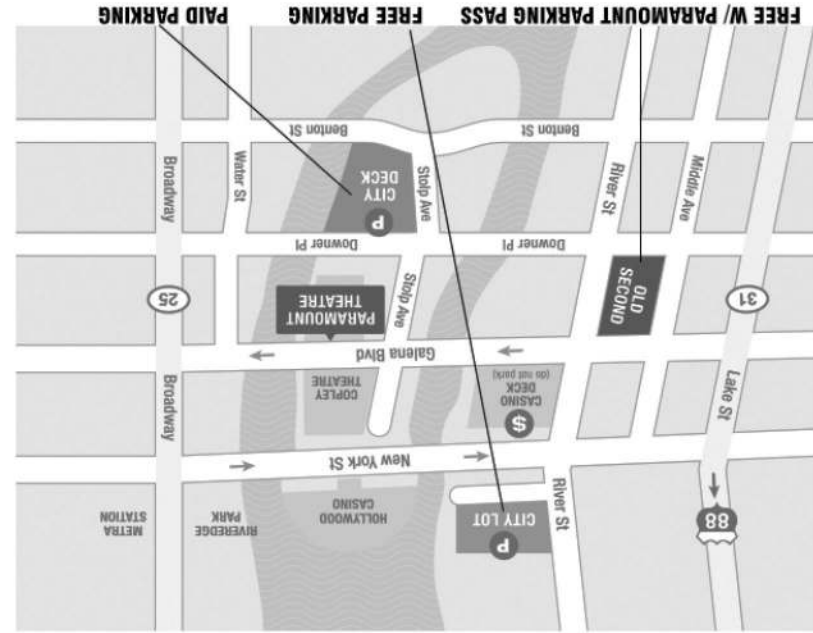 88
River St
P
CITY LOT
HOLLYWOOD
CASINO
RIVEREDGE
PARK
METRA
STATION
New York St
Lake St
$
CASINO
DECK
(do not park)
COPLEY
THEATRE
Broadway
Galena Blvd
31
OLD
SECOND
Stolp Ave
PARAMOUNT
THEATRE
25
Downer Pl
Downer Pl
Middle Ave
River St
Stolp Ave
P
CITY
DECK
Water St
Broadway
Benton St
Benton St
FREE W/ PARAMOUNT PARKING PASS
FREE PARKING
PAID PARKING